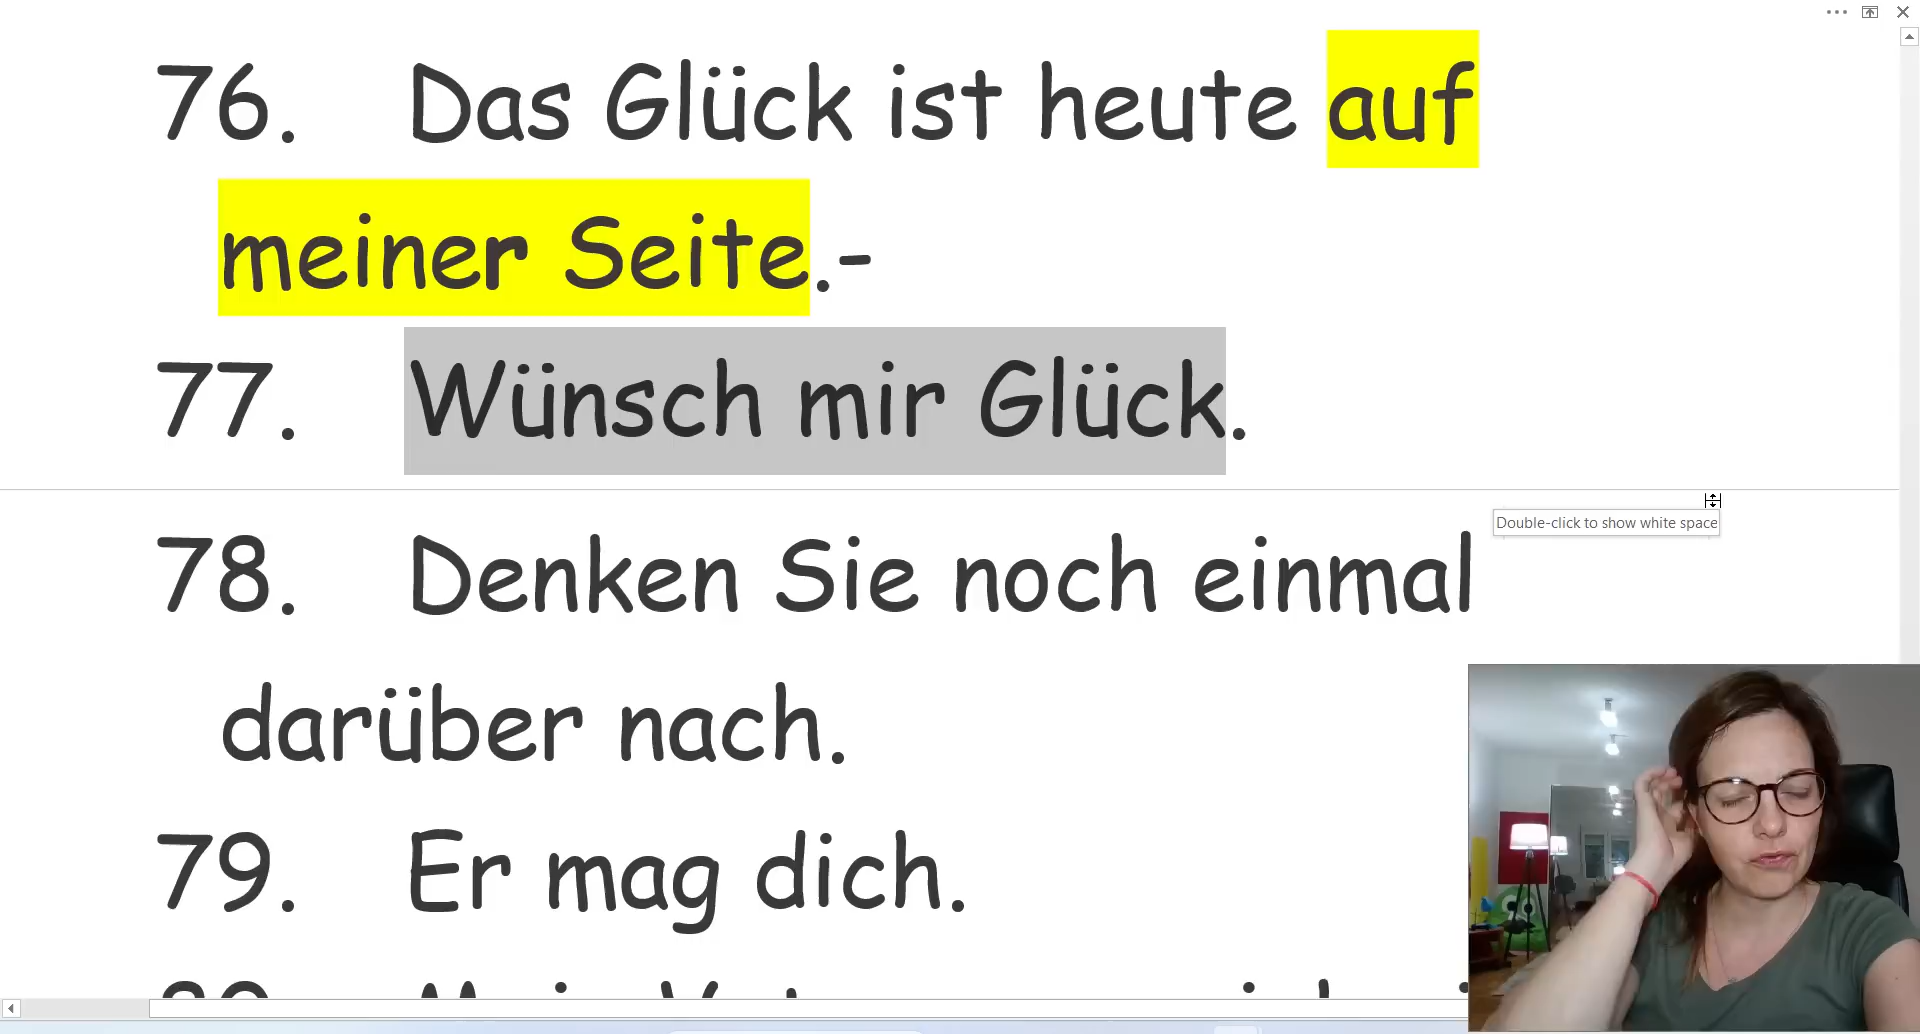 76. Das Glück ist heute auf
meiner Seite.-
77. Wünsch mir Glück.
Double-click to show white space
78. Denken Sie noch einmal
darüber nach.
79. Er mag dich.